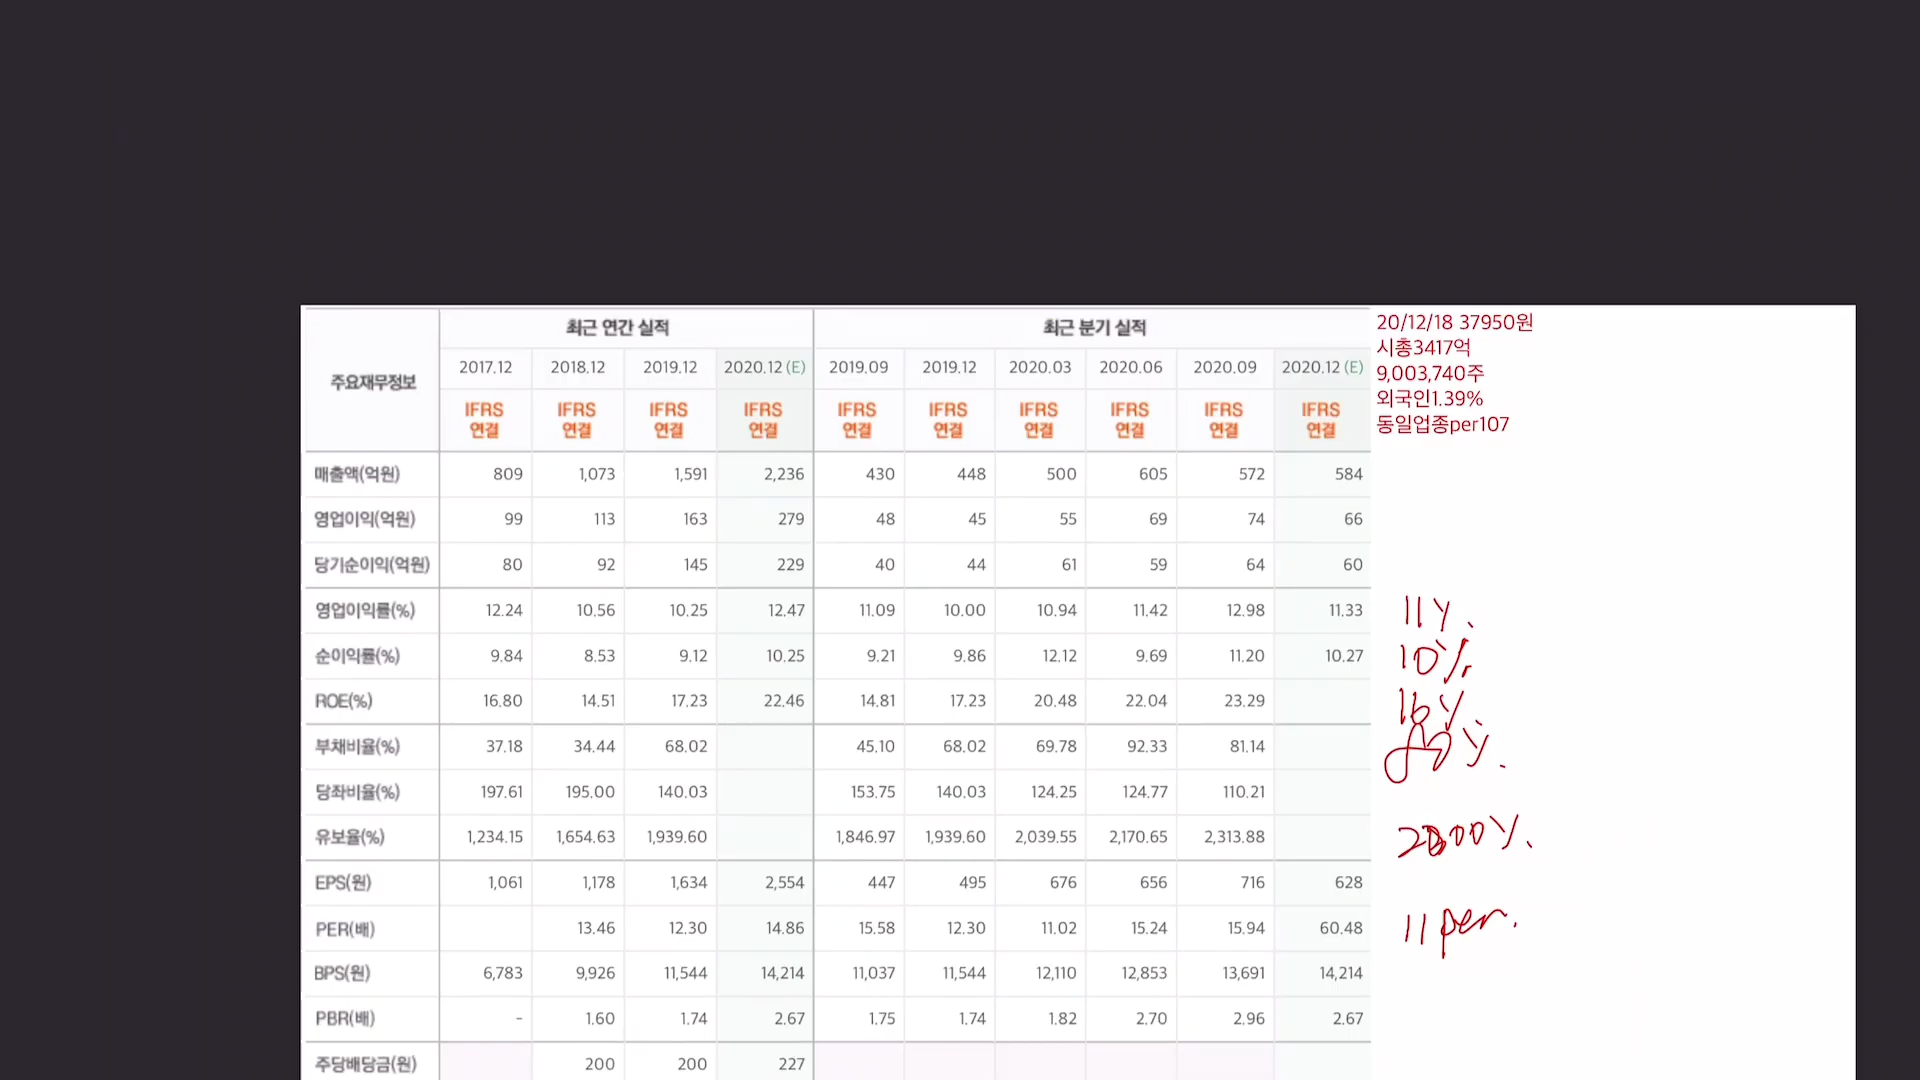 주요재무정보 최근 연간 실적 최근 분기 실적
2017.12 2018.12 2019.12 2020.12 (E) 2019.09 2019.12 2020.03 2020.06 2020.09 2020.12 (E)
IFRS IFRS IFRS IFRS IFRS IFRS IFRS IFRS IFRS IFRS
연결 연결 연결 연결 연결 연결 연결 연결 연결 연결
매출액(억원) 809 1,073 1,591 2,236 430 448 500 605 572 584
영업이익(억원) 99 113 163 279 48 45 55 69 74 66
당기순이익(억원) 80 92 145 229 40 44 61 59 64 60
영업이익률(%) 12.24 10.56 10.25 12.47 11.09 10.00 10.94 11.42 12.98 11.33
순이익률(%) 9.84 8.53 9.12 10.25 9.21 9.86 12.12 9.69 11.20 10.27
ROE(%) 16.80 14.51 17.23 22.46 14.81 17.23 20.48 22.04 23.29
부채비율(%) 37.18 34.44 68.02 45.10 68.02 69.78 92.33 81.14
당좌비율(%) 197.61 195.00 140.03 153.75 140.03 124.25 124.77 110.21
유보율(%) 1,234.15 1,654.63 1,939.60 1,846.97 1,939.60 2,039.55 2,170.65 2,313.88
EPS(원) 1,061 1,178 1,634 2,554 447 495 676 656 716 628
PER(배) 13.46 12.30 14.86 15.58 12.30 11.02 15.24 15.94 60.48
BPS(원) 6,783 9,926 11,544 14,214 11,037 11,544 12,110 12,853 13,691 14,214
PBR(배) - 1.60 1.74 2.67 1.75 1.74 1.82 2.70 2.96 2.67
주당배당금(원) 200 200 227
20/12/18 37950원
시총3417억
9,003,740주
외국인1.39%
동일업종per107
11%.
10%
16%
11 per.